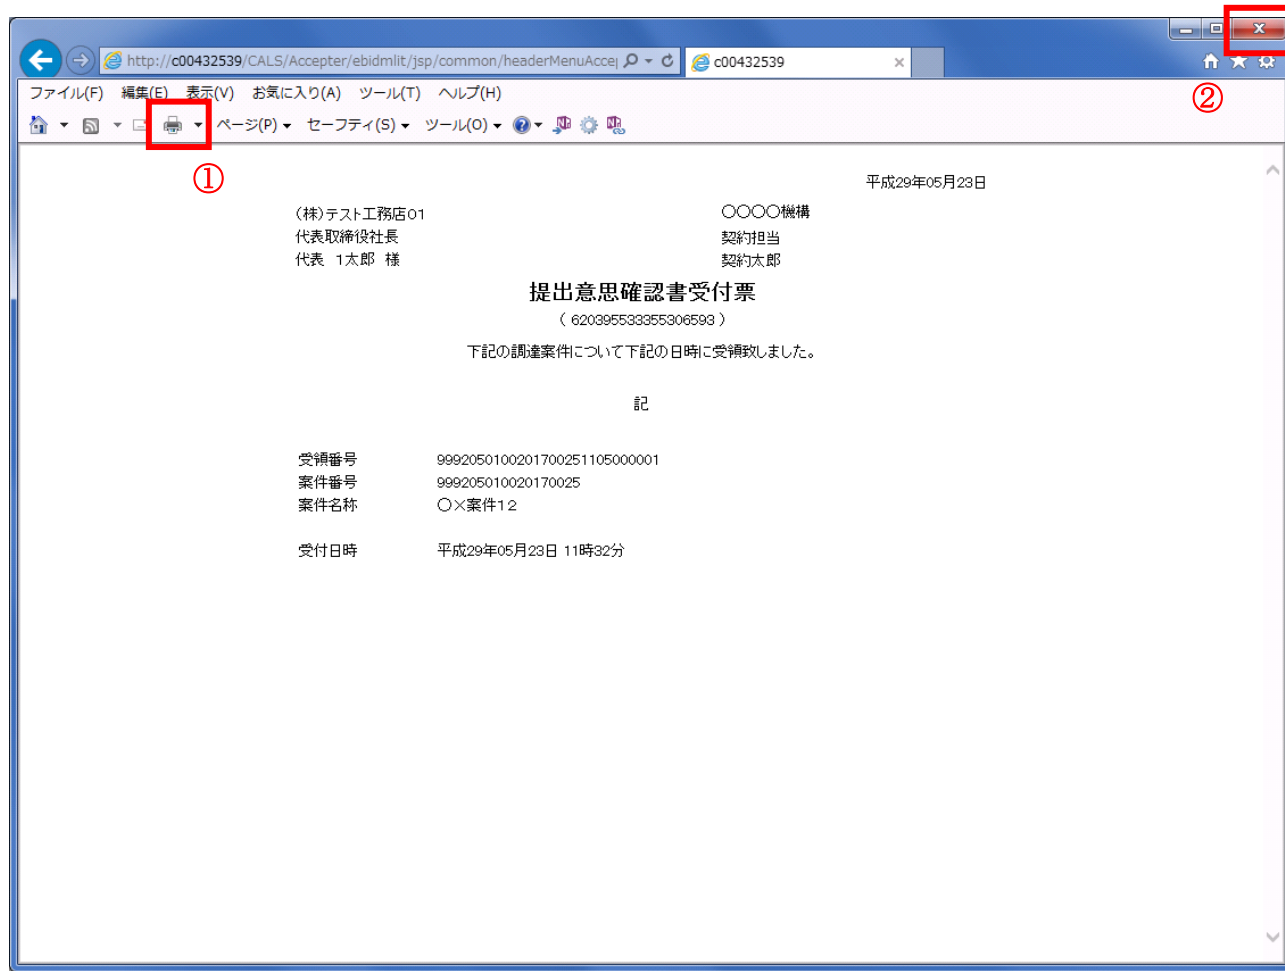 http://c00432539/CALS/Accepter/ebidmlit/jsp/common/headerMenuAccep
c00432539
ファイル(F) 編集(E) 表示(V) お気に入り(A) ツール(T) ヘルプ(H)
②
ページ(P) セーフティ(S) ツール(O)
①
平成29年05月23日
(株)テスト工務店01 〇〇〇〇機構
代表取締役社長 契約担当
代表 1太郎 様 契約太郎
提出意思確認書受付票
( 620395533355306593 )
下記の調達案件について下記の日時に受領致しました。
記
受領番号 9992050100201700251105000001
案件番号 999205010020170025
案件名称 〇×案件12
受付日時 平成29年05月23日 11時32分